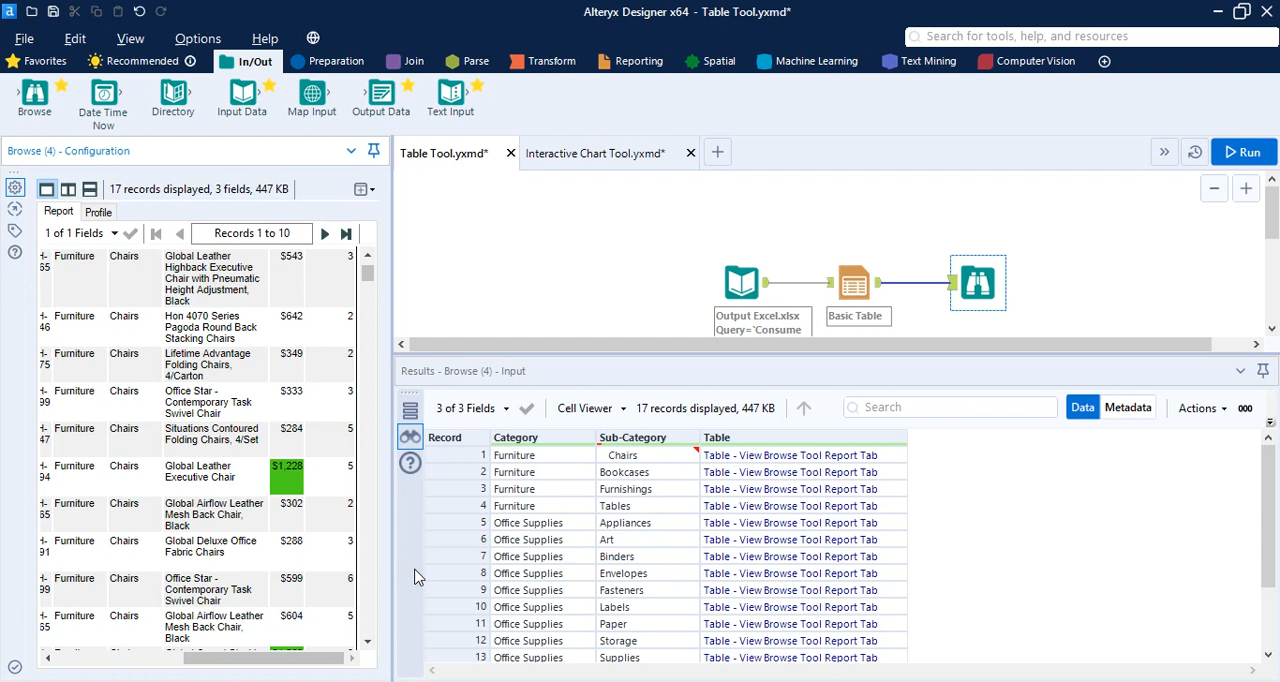 a
Alteryx Designer x64 - Table Tool.yxmd*
File Edit View Options Help
Search for tools, help, and resources
Favorites Recommended In/Out Preparation Join Parse Transform Reporting Spatial Machine Learning Text Mining Computer Vision
Browse
Date Time
Now
Directory
Input Data
Map Input
Output Data
Text Input
Browse (4) - Configuration
17 records displayed, 3 fields, 447 KB
Report Profile
1 of 1 Fields
Records 1 to 10
65 Furniture Chairs $543 3
Global Leather
Highback Executive
Chair with Pneumatic
Height Adjustment,
Black
46 Furniture Chairs $642 2
Hon 4070 Series
Pagoda Round Back
Stacking Chairs
75 Furniture Chairs $349 2
Lifetime Advantage
Folding Chairs,
4/Carton
99 Furniture Chairs $333 3
Office Star -
Contemporary Task
Swivel Chair
47 Furniture Chairs $284 5
Situations Contoured
Folding Chairs, 4/Set
94 Furniture Chairs $1,228 5
Global Leather
Executive Chair
65 Furniture Chairs $302 2
Global Airflow Leather
Mesh Back Chair,
Black
91 Furniture Chairs $288 3
Global Deluxe Office
Fabric Chairs
99 Furniture Chairs $599 6
Office Star -
Contemporary Task
Swivel Chair
65 Furniture Chairs $604 5
Global Airflow Leather
Mesh Back Chair,
Black
Table Tool.yxmd*
Interactive Chart Tool.yxmd*
Run
Output Excel.xlsx
Query=`Consume
Basic Table
Results - Browse (4) - Input
3 of 3 Fields Cell Viewer 17 records displayed, 447 KB Search Data Metadata Actions 000
Record Category Sub-Category Table
1 Furniture Chairs Table - View Browse Tool Report Tab
2 Furniture Bookcases Table - View Browse Tool Report Tab
3 Furniture Furnishings Table - View Browse Tool Report Tab
4 Furniture Tables Table - View Browse Tool Report Tab
5 Office Supplies Appliances Table - View Browse Tool Report Tab
6 Office Supplies Art Table - View Browse Tool Report Tab
7 Office Supplies Binders Table - View Browse Tool Report Tab
8 Office Supplies Envelopes Table - View Browse Tool Report Tab
9 Office Supplies Fasteners Table - View Browse Tool Report Tab
10 Office Supplies Labels Table - View Browse Tool Report Tab
11 Office Supplies Paper Table - View Browse Tool Report Tab
12 Office Supplies Storage Table - View Browse Tool Report Tab
13 Office Supplies Supplies Table - View Browse Tool Report Tab